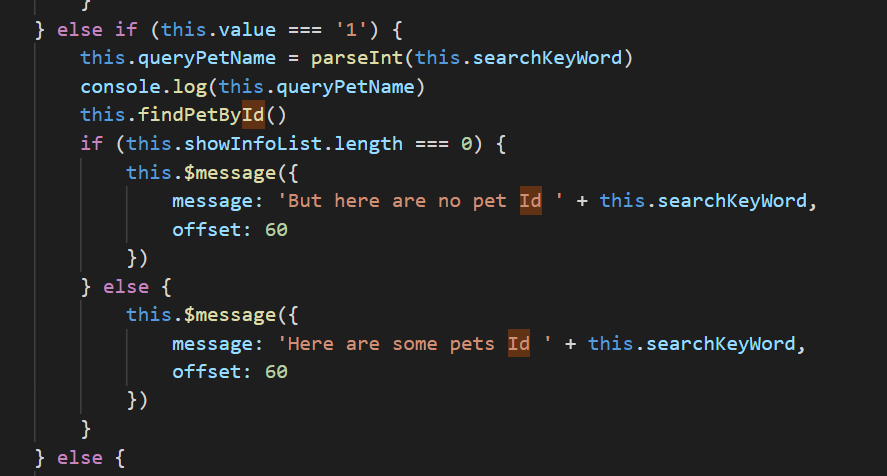 }
} else if (this.value === '1') {
this.queryPetName = parseInt(this.searchKeyWord)
console.log(this.queryPetName)
this.findPetById()
if (this.showInfoList.length === 0) {
this.$message({
message: 'But here are no pet Id ' + this.searchKeyWord,
offset: 60
})
} else {
this.$message({
message: 'Here are some pets Id ' + this.searchKeyWord,
offset: 60
})
}
} else {